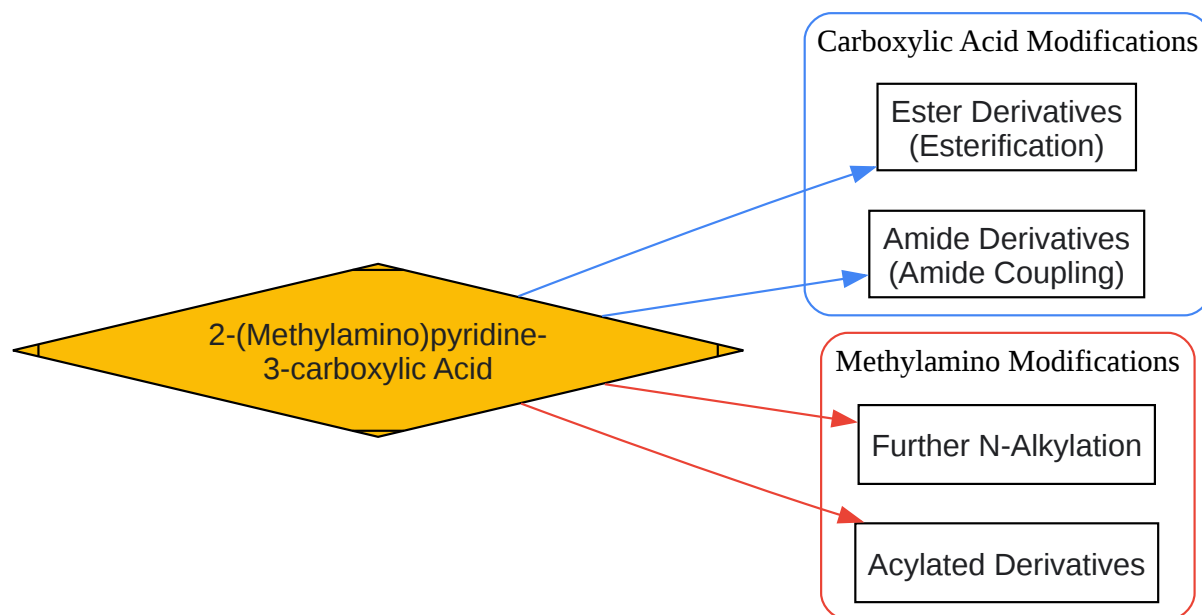 Carboxylic Acid Modifications
Ester Derivatives
(Esterification)
Amide Derivatives
(Amide Coupling)
2-(Methylamino)pyridine-
3-carboxylic Acid
Methylamino Modifications
Further N-Alkylation
Acylated Derivatives